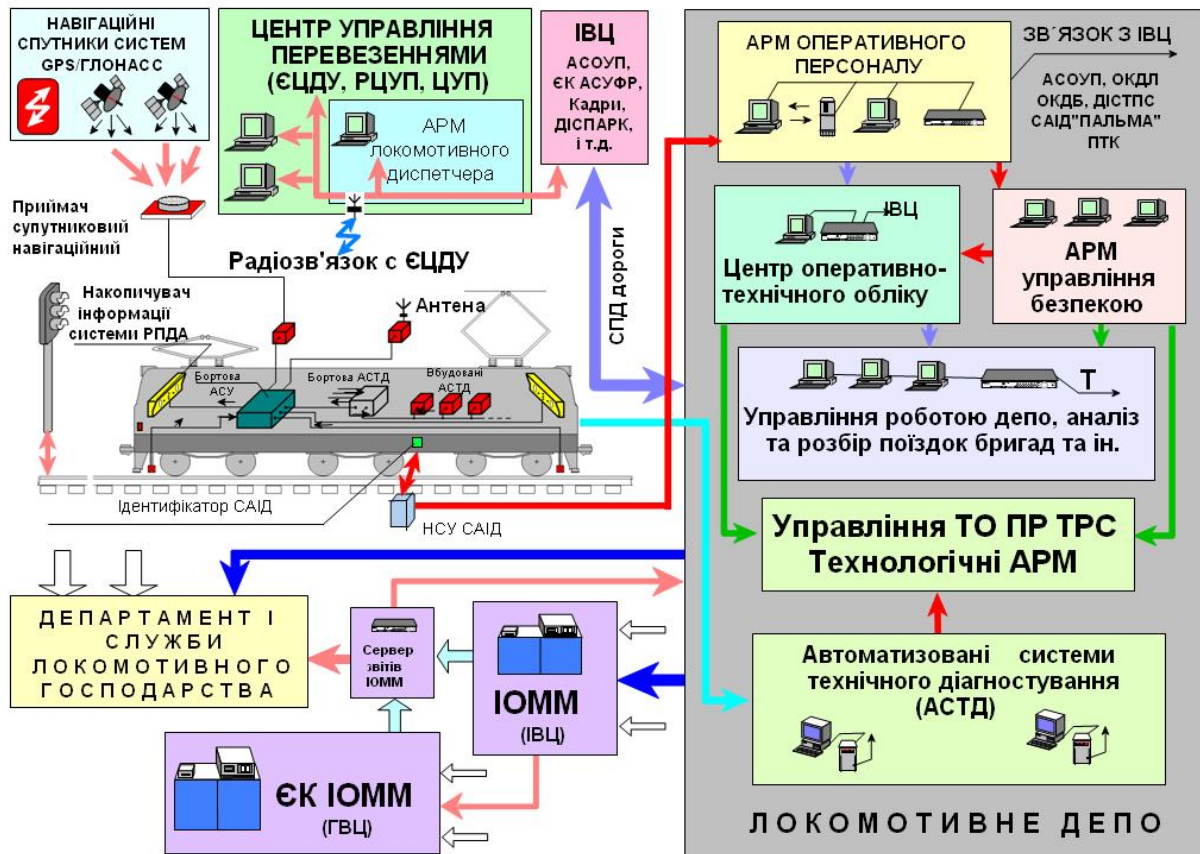 НАВІГАЦІЙНІ
СПУТНИКИ СИСТЕМ
GPS/ГЛОНАСС
ЦЕНТР УПРАВЛІННЯ
ПЕРЕВЕЗЕННЯМИ
(ЄЦДУ, РЦУП, ЦУП)
АРМ
локомотивного
диспетчера
ІВЦ
АСОУП,
ЄК АСУФР,
Кадри,
ДІСПАРК,
і т.д.
АРМ ОПЕРАТИВНОГО
ПЕРСОНАЛУ
ЗВ´ЯЗОК З ІВЦ
АСОУП, ОКДЛ
ОКДБ, ДІСТПС
САІД"ПАЛЬМА"
ПТК
Приймач
супутниковий
навігаційний
Радіозв'язок с ЄЦДУ
СПД дороги
ІВЦ
Центр оперативно-
технічного обліку
АРМ
управління
безпекою
Накопичувач
інформації
системи РПДА
Антена
Бортова
АСУ
Бортова АСТД
Вбудовані
АСТД
Т
Управління роботою депо, аналіз
та розбір поїздок бригад та ін.
Ідентифікатор САІД
НСУ САІД
Управління ТО ПР ТРС
Технологічні АРМ
ДЕПАРТАМЕНТ І
СЛУЖБИ
ЛОКОМОТИВНОГО
ГОСПОДАРСТВА
Сервер
звітів
ІОММ
ІОММ
(ІВЦ)
Автоматизовані системи
технічного діагностування
(АСТД)
ЄК ІОММ
(ГВЦ)
ЛОКОМОТИВНЕ ДЕПО